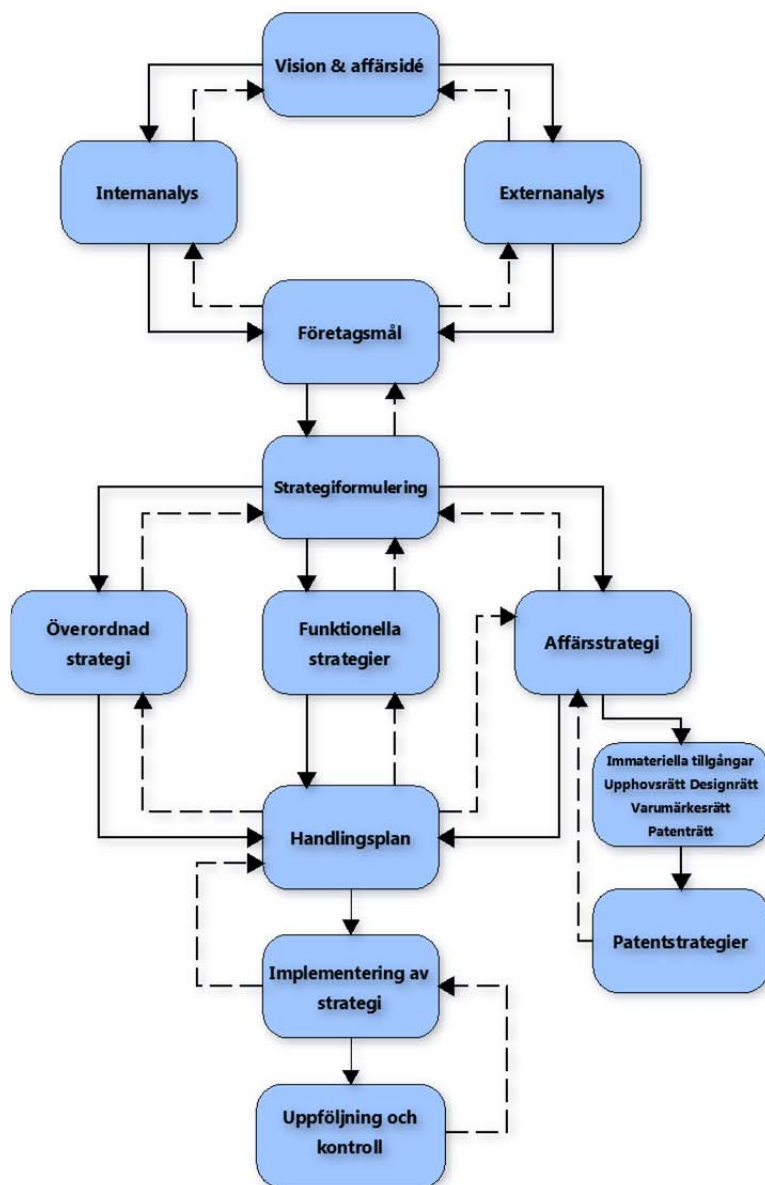 Vision & affärsidé
Internanalys
Externanalys
Företagsmål
Strategiformulering
Överordnad
strategi
Funktionella
strategier
Affärsstrategi
Immateriella tillgångar
Upphovsrätt Designrätt
Varumärkesrätt
Patenträtt
Handlingsplan
Patentstrategier
Implementering av
strategi
Uppföljning och
kontroll